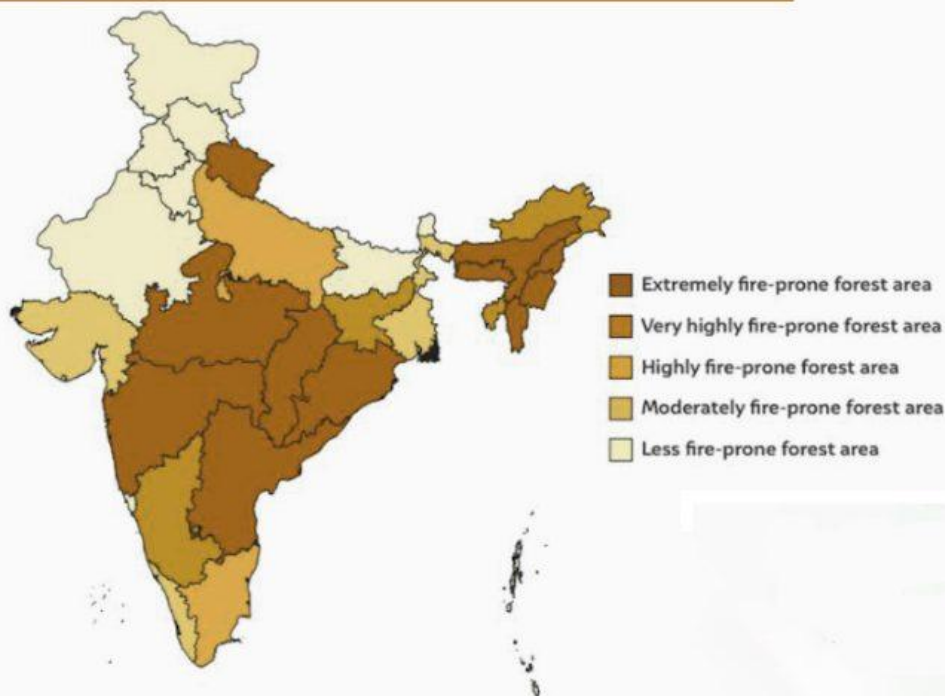 Extremely fire-prone forest area
Very highly fire-prone forest area
Highly fire-prone forest area
Moderately fire-prone forest area
Less fire-prone forest area